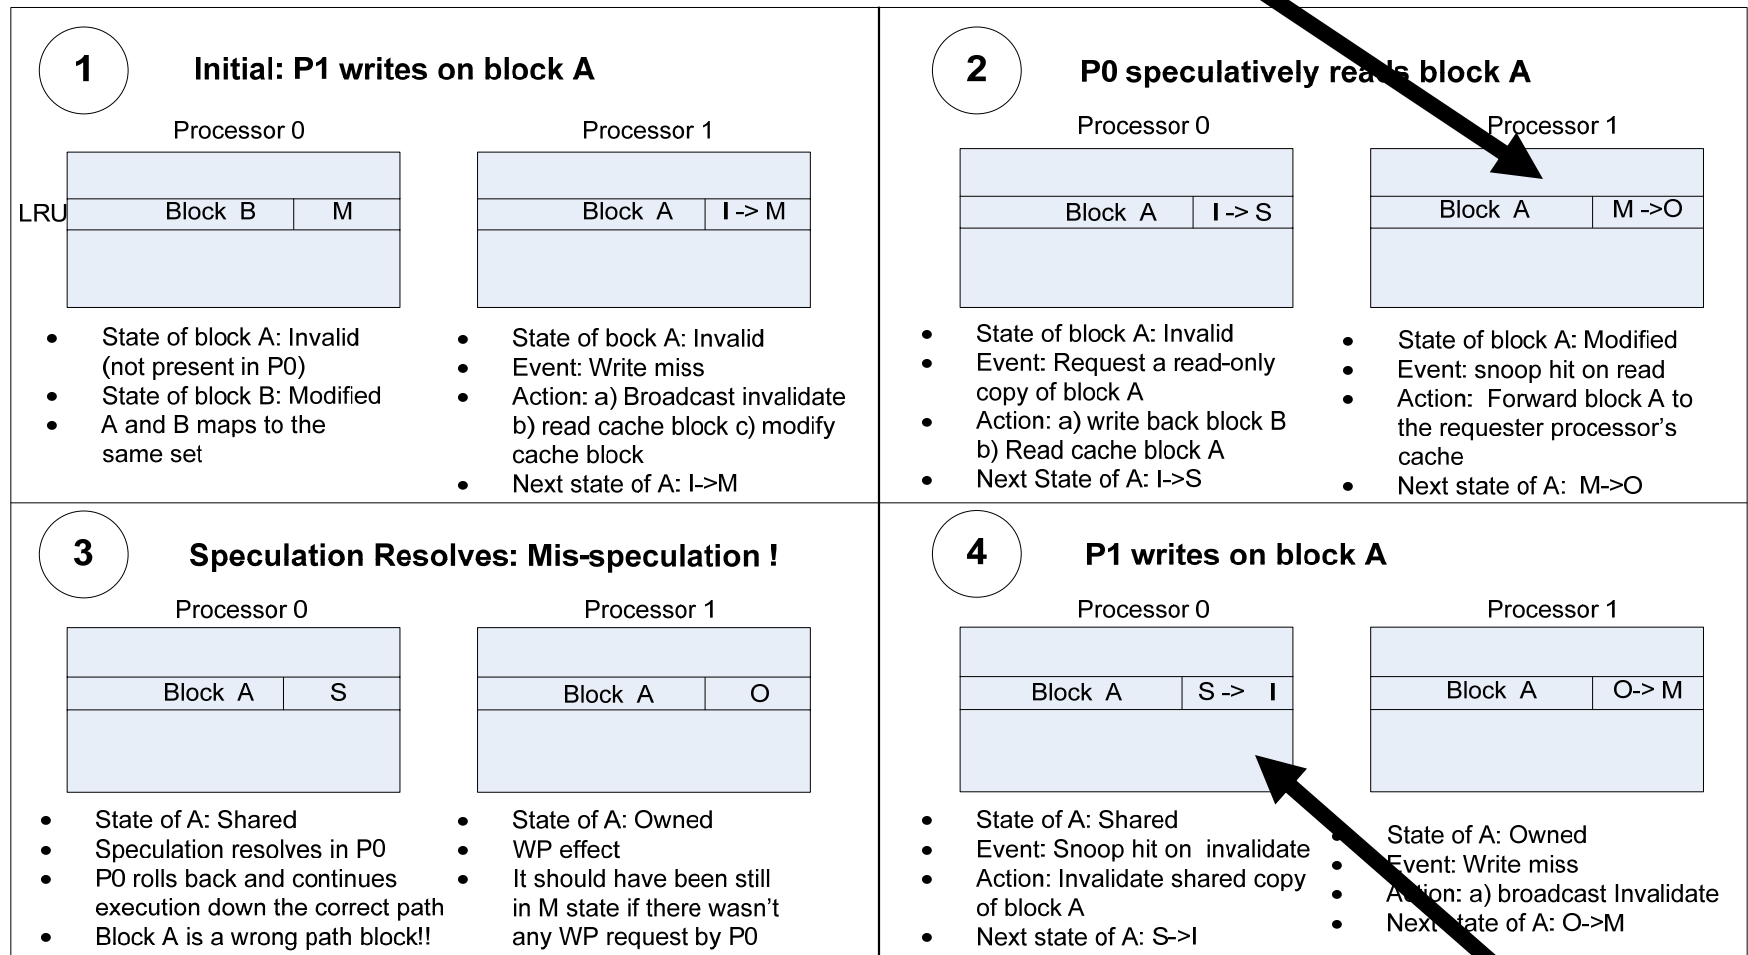 1
Initial: P1 writes on block A
Processor 0
Processor 1
LRU
Block B
M
Block A
I -> M
State of block A: Invalid
(not present in P0)
State of block B: Modified
A and B maps to the
same set
State of bock A: Invalid
Event: Write miss
Action: a) Broadcast invalidate
b) read cache block c) modify
cache block
Next state of A: I->M
2
P0 speculatively reads block A
Processor 0
Processor 1
Block A
I -> S
Block A
M ->O
State of block A: Invalid
Event: Request a read-only
copy of block A
Action: a) write back block B
b) Read cache block A
Next State of A: I->S
State of block A: Modified
Event: snoop hit on read
Action: Forward block A to
the requester processor's
cache
Next state of A: M->O
3
Speculation Resolves: Mis-speculation !
Processor 0
Processor 1
Block A
S
Block A
O
State of A: Shared
Speculation resolves in P0
P0 rolls back and continues
execution down the correct path
Block A is a wrong path block!!
State of A: Owned
WP effect
It should have been still
in M state if there wasn't
any WP request by P0
4
P1 writes on block A
Processor 0
Processor 1
Block A
S -> I
Block A
O-> M
State of A: Shared
Event: Snoop hit on invalidate
Action: Invalidate shared copy
of block A
Next state of A: S->I
State of A: Owned
Event: Write miss
Action: a) broadcast Invalidate
Next state of A: O->M